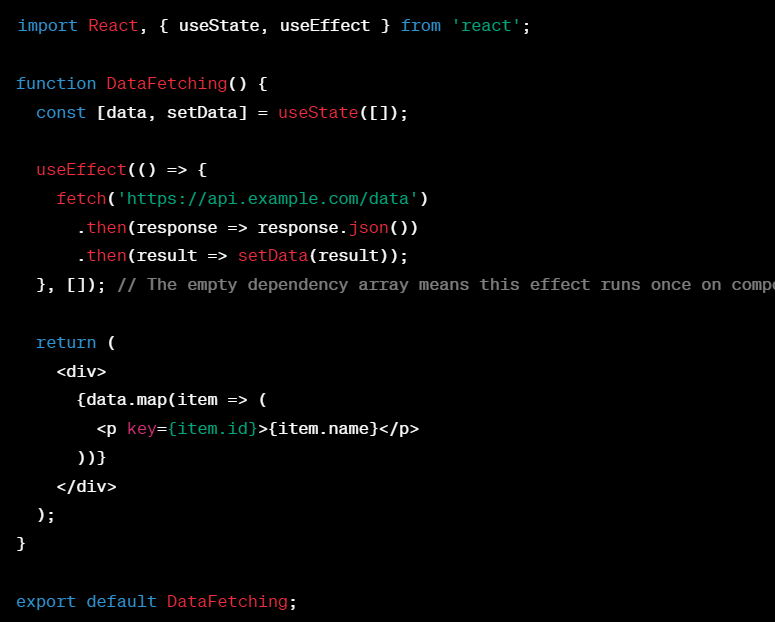 import React, { useState, useEffect } from 'react';

function DataFetching() {
  const [data, setData] = useState([]);

  useEffect(() => {
    fetch('https://api.example.com/data')
      .then(response => response.json())
      .then(result => setData(result));
  }, []); // The empty dependency array means this effect runs once on

  return (
    <div>
      {data.map(item => (
        <p key={item.id}>{item.name}</p>
      ))}
    </div>
  );
}

export default DataFetching;